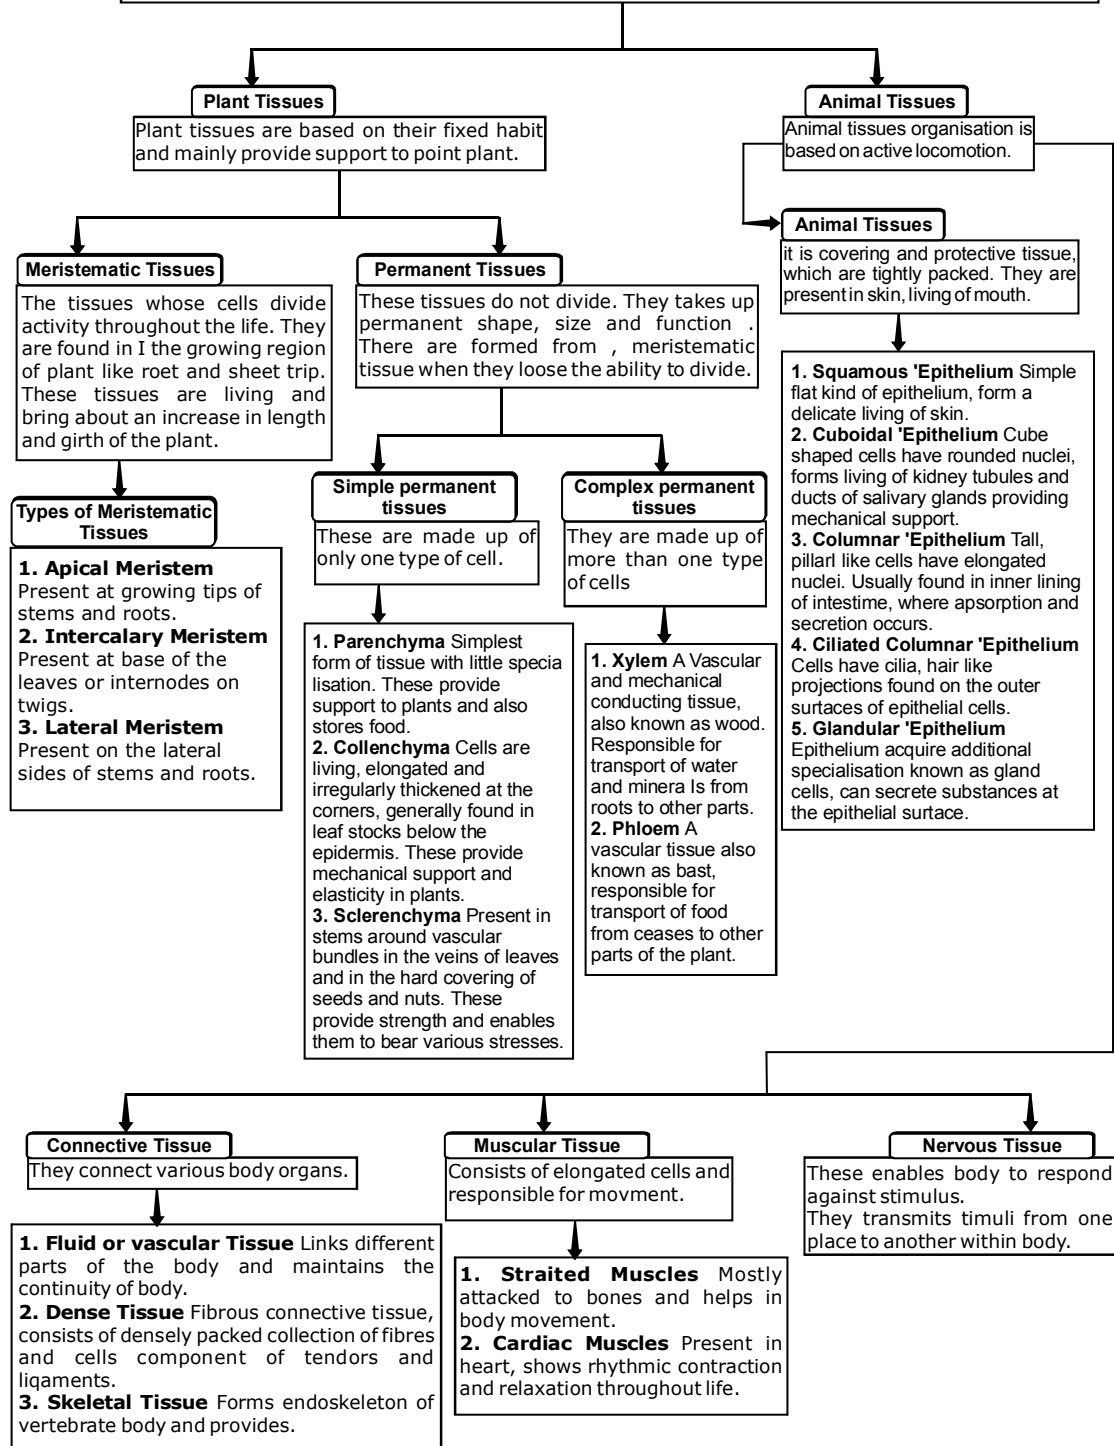 Plant Tissues
Plant tissues are based on their fixed habit
and mainly provide support to point plant.
Animal Tissues
Animal tissues organisation is
based on active locomotion.
Meristematic Tissues
The tissues whose cells divide
activity throughout the life. They
are found in I the growing region
of plant like roet and sheet trip.
These tissues are living and
bring about an increase in length
and girth of the plant.
Types of Meristematic
Tissues
1. Apical Meristem
Present at growing tips of
stems and roots.
2. Intercalary Meristem
Present at base of the
leaves or internodes on
twigs.
3. Lateral Meristem
Present on the lateral
sides of stems and roots.
Permanent Tissues
These tissues do not divide. They takes up
permanent shape, size and function .
There are formed from , meristematic
tissue when they loose the ability to divide.
Simple permanent
tissues
These are made up of
only one type of cell.
1. Parenchyma Simplest
form of tissue with little specia
lisation. These provide
support to plants and also
stores food.
2. Collenchyma Cells are
living, elongated and
irregularly thickened at the
corners, generally found in
leaf stocks below the
epidermis. These provide
mechanical support and
elasticity in plants.
3. Sclerenchyma Present in
stems around vascular
bundles in the veins of leaves
and in the hard covering of
seeds and nuts. These
provide strength and enables
them to bear various stresses.
Complex permanent
tissues
They are made up of
more than one type
of cells
1. Xylem A Vascular
and mechanical
conducting tissue,
also known as wood.
Responsible for
transport of water
and minera ls from
roots to other parts.
2. Phloem A
vascular tissue also
known as bast,
responsible for
transport of food
from ceases to other
parts of the plant.
Animal Tissues
it is covering and protective tissue,
which are tightly packed. They are
present in skin, living of mouth.
1. Squamous 'Epithelium Simple
flat kind of epithelium, form a
delicate living of skin.
2. Cuboidal 'Epithelium Cube
shaped cells have rounded nuclei,
forms living of kidney tubules and
ducts of salivary glands providing
mechanical support.
3. Columnar 'Epithelium Tall,
pillarl like cells have elongated
nuclei. Usually found in inner lining
of intestime, where apsorption and
secretion occurs.
4. Ciliated Columnar 'Epithelium
Cells have cilia, hair like
projections found on the outer
surfaces of epithelial cells.
5. Glandular 'Epithelium
Epithelium acquire additional
specialisation known as gland
cells, can secrete substances at
the epithelial surtace.
Connective Tissue
They connect various body organs.
1. Fluid or vascular Tissue Links different
parts of the body and maintains the
continuity of body.
2. Dense Tissue Fibrous connective tissue,
consists of densely packed collection of fibres
and cells component of tendors and
liqaments.
3. Skeletal Tissue Forms endoskeleton of
vertebrate body and provides.
Muscular Tissue
Consists of elongated cells and
responsible for movment.
1. Straited Muscles Mostly
attacked to bones and helps in
body movement.
2. Cardiac Muscles Present in
heart, shows rhythmic contraction
and relaxation throughout life.
Nervous Tissue
These enables body to respond
against stimulus.
They transmits timuli from one
place to another within body.